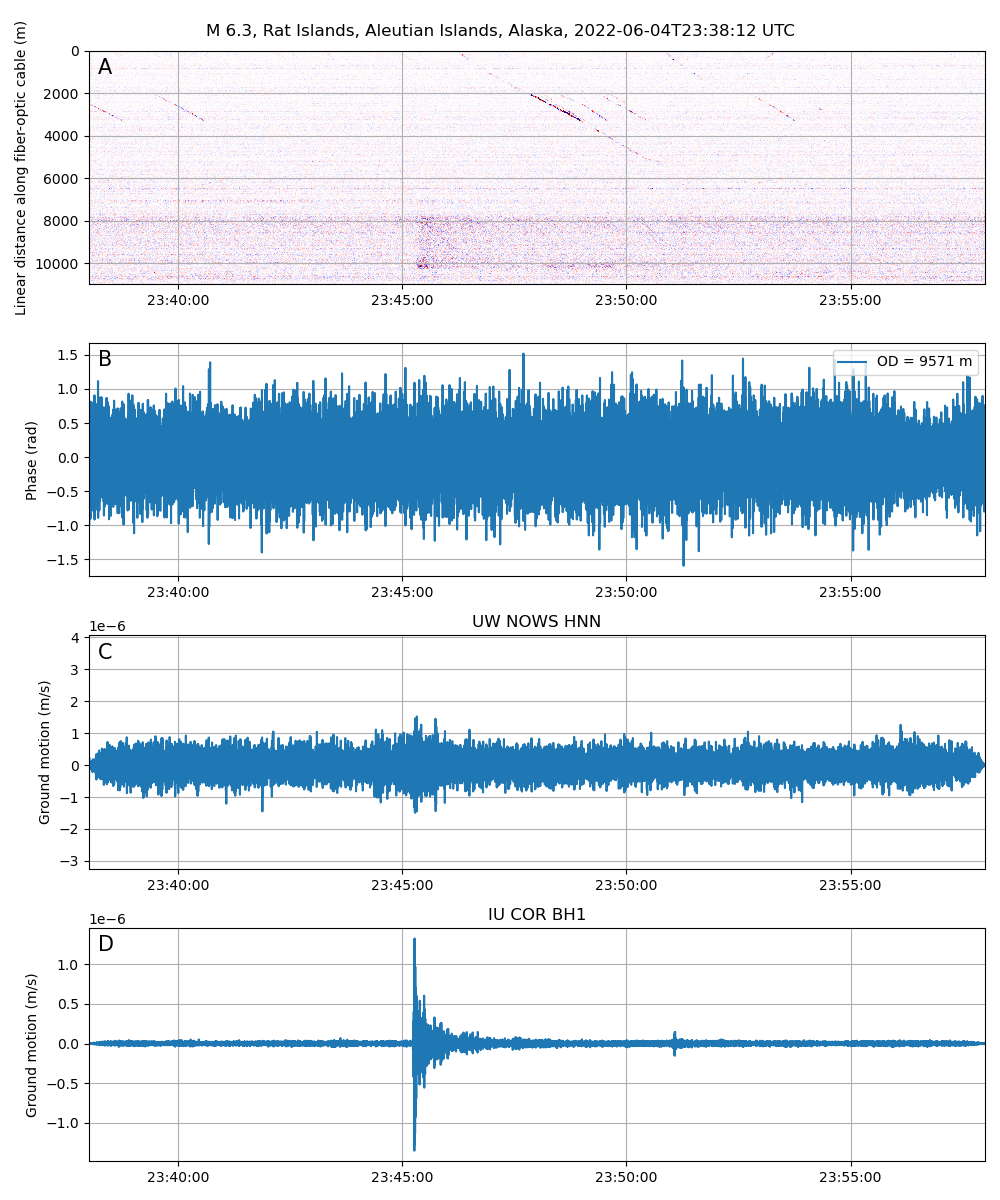 M 6.3, Rat Islands, Aleutian Islands, Alaska, 2022-06-04T23:38:12 UTC
A
Linear distance along fiber-optic cable (m)
0
2000
4000
6000
8000
10000
23:40:00 23:45:00 23:50:00 23:55:00
B
OD = 9571 m
Phase (rad)
1.5
1.0
0.5
0.0
−0.5
−1.0
−1.5
23:40:00 23:45:00 23:50:00 23:55:00
UW NOWS HNN
1e−6
C
Ground motion (m/s)
4
3
2
1
0
−1
−2
−3
23:40:00 23:45:00 23:50:00 23:55:00
IU COR BH1
1e−6
D
Ground motion (m/s)
1.0
0.5
0.0
−0.5
−1.0
23:40:00 23:45:00 23:50:00 23:55:00